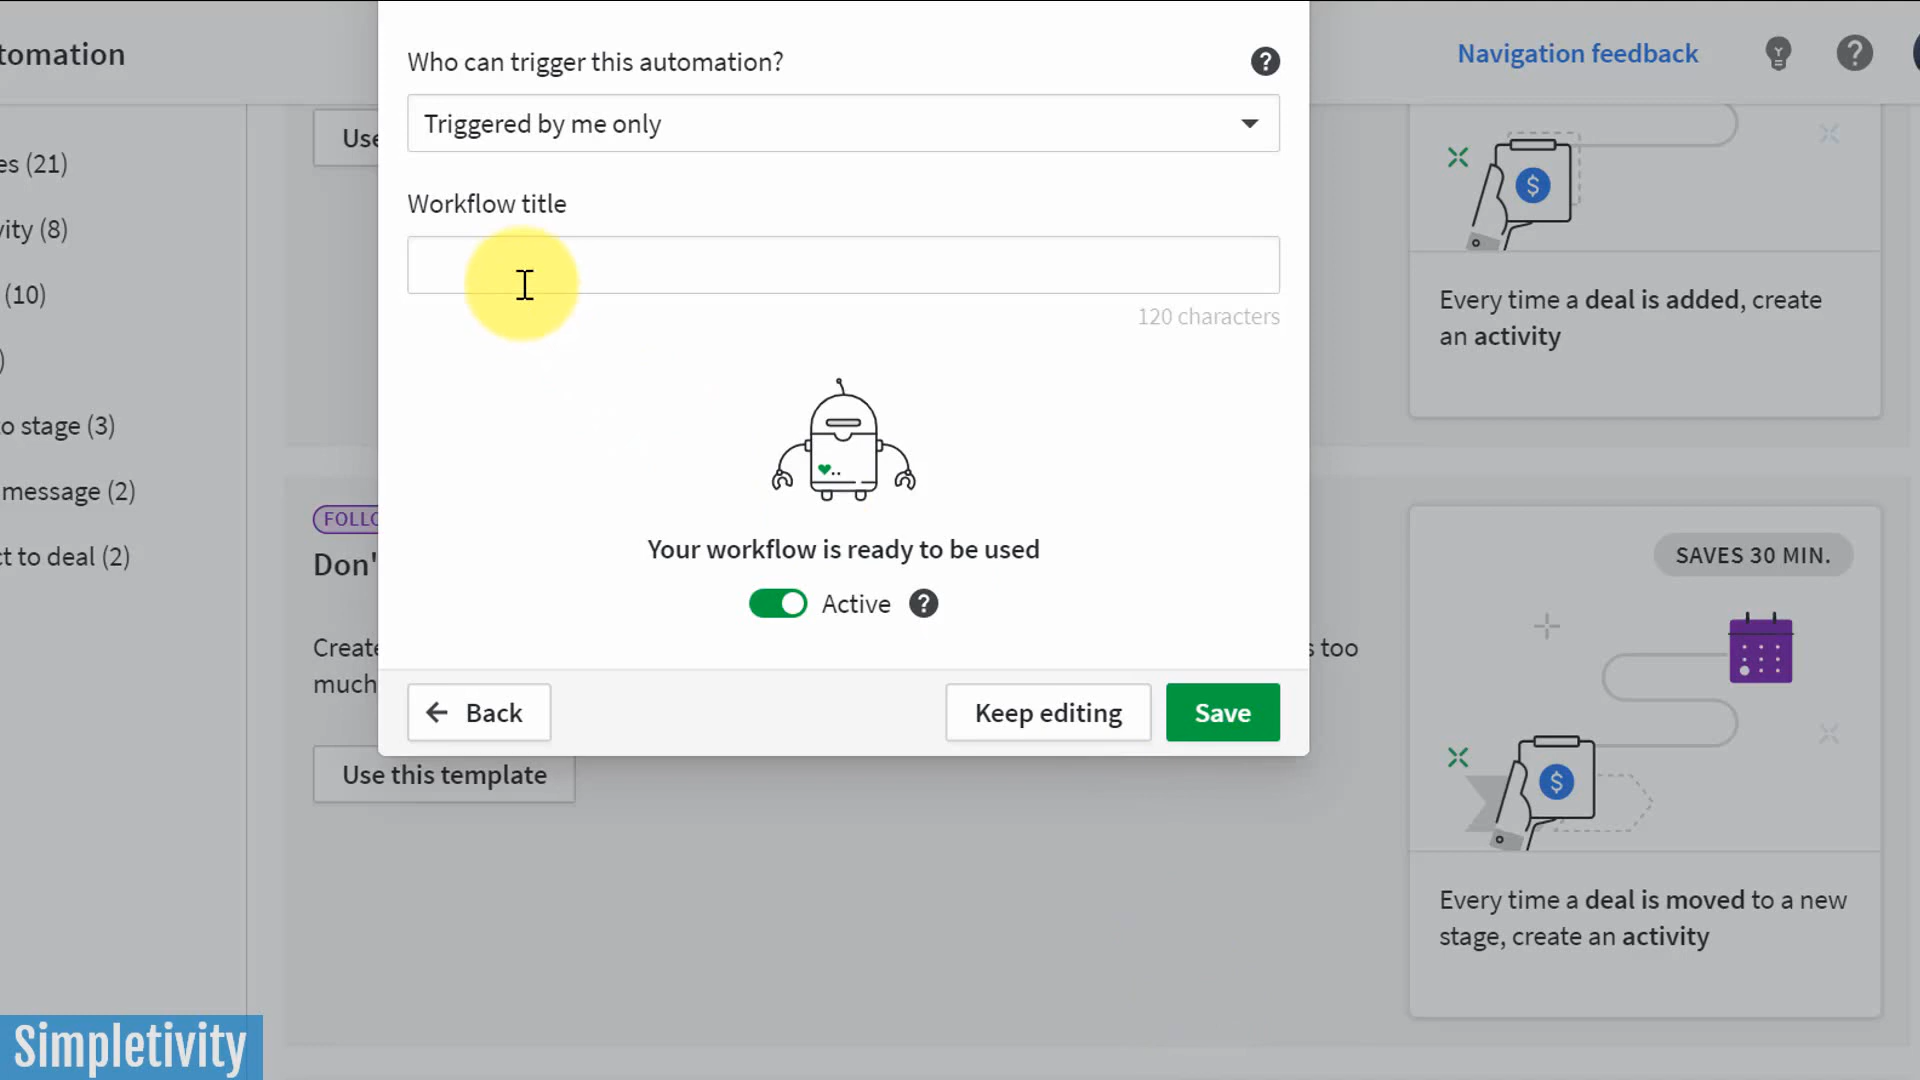 tomation
Navigation feedback
es (21)
vity (8)
(10)
)
to stage (3)
message (2)
ct to deal (2)
Use
Who can trigger this automation?
?
Triggered by me only
Workflow title
120 characters
Your workflow is ready to be used
Active ?
Back
Keep editing
Save
FOLLO
Don'
Create
much
s too
Use this template
$
Every time a deal is added, create
an activity
SAVES 30 MIN.
$
Every time a deal is moved to a new
stage, create an activity
?
Simpletivity